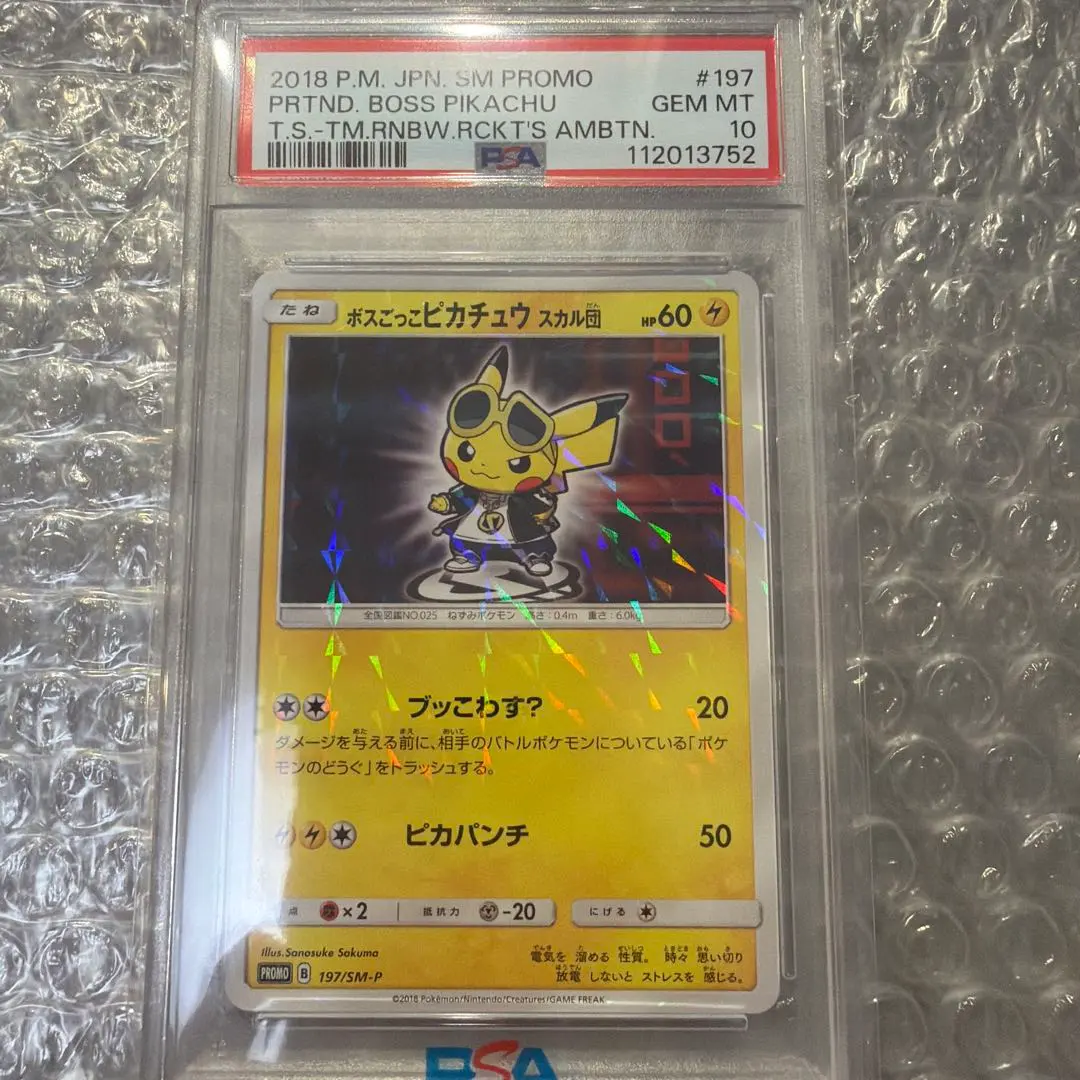 2018 P.M. JPN. SM PROMO #197
PRTND. BOSS PIKACHU GEM MT
T.S.-TM.RNBW.RCKT'S AMBTN. 10
PSA 112013752
たね ボスごっこピカチュウ スカル団 HP60
全国図鑑NO.025 ねずみポケモン 高さ:0.4m 重さ:6.0kg
ブッこわす? 20
ダメージを与える前に、相手のバトルポケモンについている「ポケ
モンのどうぐ」をトラッシュする。
ピカパンチ 50
点 ×2 抵抗力 -20 にげる
Illus.Sanosuke Sakuma
電気を 溜める 性質。 時々 思い切り
放電 しないと ストレスを 感じる。
PROMO B 197/SM-P
©2018 Pokémon/Nintendo/Creatures/GAME FREAK
PSA